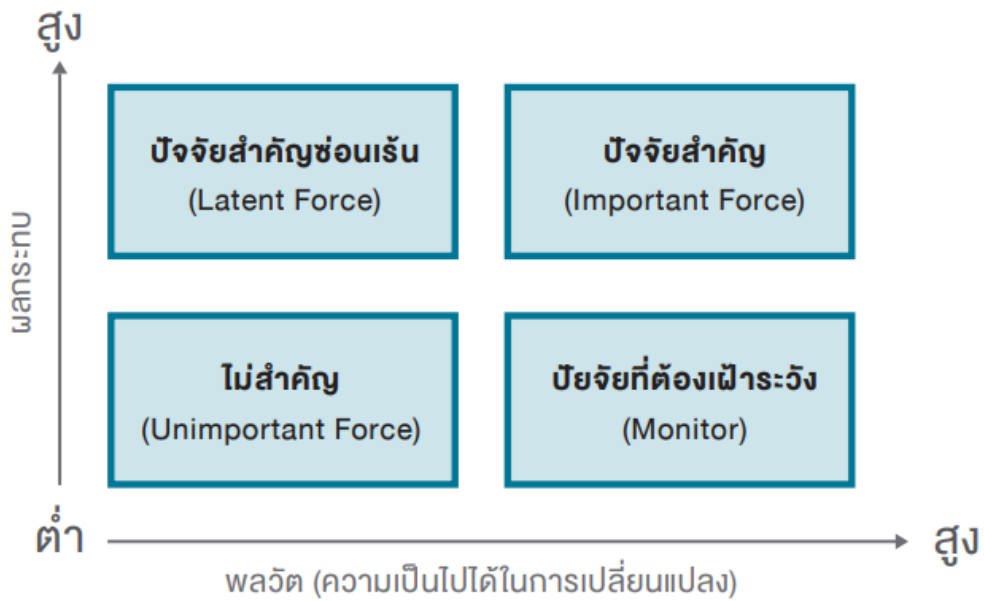 สูง
ปัจจัยสำคัญซ่อนเร้น
(Latent Force)
ปัจจัยสำคัญ
(Important Force)
ผลกระทบ
ไม่สำคัญ
(Unimportant Force)
ปัยจัยที่ต้องเฝ้าระวัง
(Monitor)
ต่ำ
สูง
พลวัต (ความเป็นไปได้ในการเปลี่ยนแปลง)